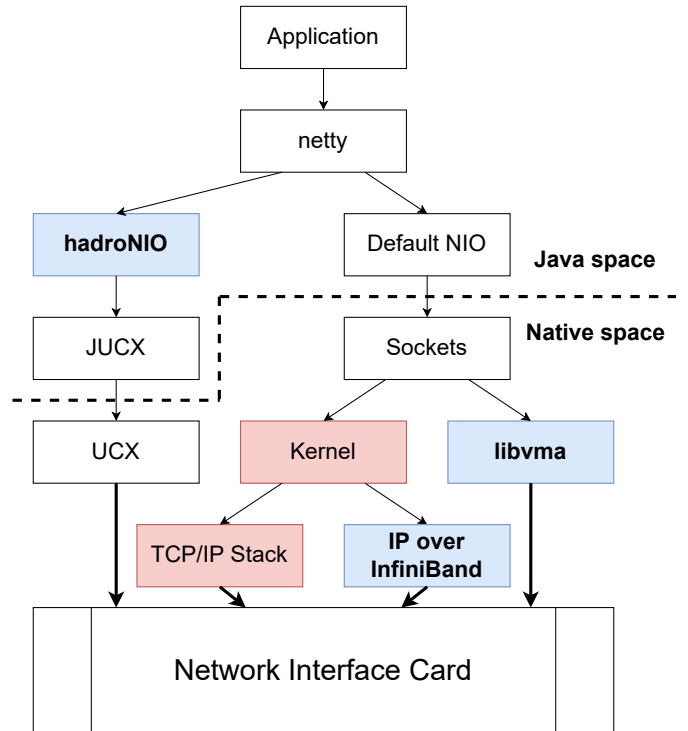 Application
netty
hadroNIO
Default NIO
Java space
Native space
JUCX
Sockets
UCX
Kernel
libvma
TCP/IP Stack
IP over
InfiniBand
Network Interface Card